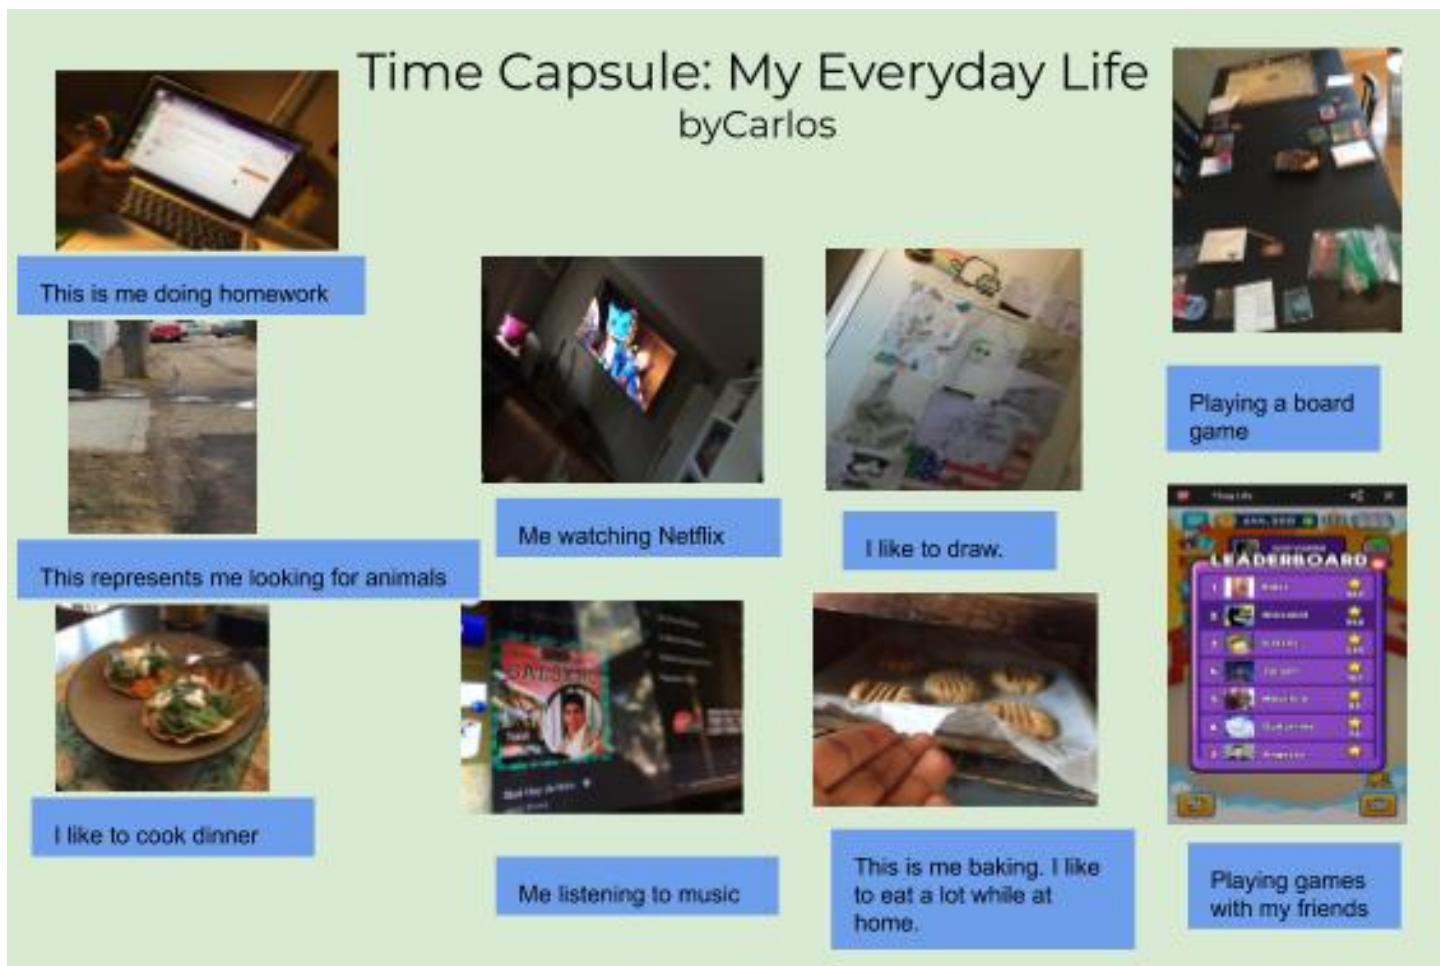 Time Capsule: My Everyday Life
byCarlos
This is me doing homework
This represents me looking for animals
I like to cook dinner
Me watching Netflix
Me listening to music
I like to draw.
This is me baking. I like
to eat a lot while at
home.
Playing a board
game
Thug Life
LEADERBOARD
Playing games
with my friends